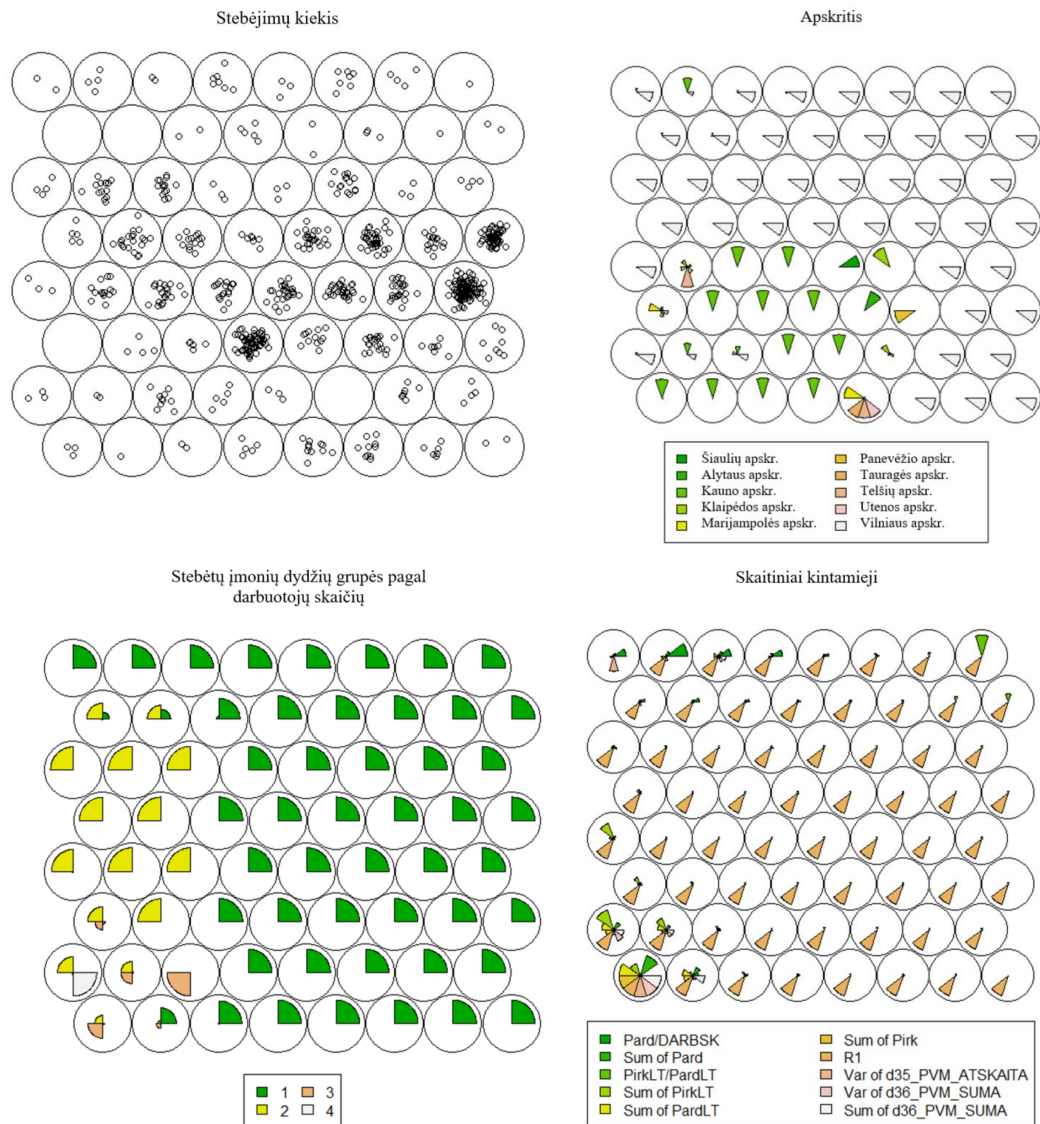 Stebėjimų kiekis
Apskritis
Šiaulių apskr.
Alytaus apskr.
Kauno apskr.
Klaipėdos apskr.
Marijampolės apskr.
Panevėžio apskr.
Tauragės apskr.
Telšių apskr.
Utenos apskr.
Vilniaus apskr.
Stebėtų įmonių dydžių grupės pagal
darbuotojų skaičių
1
2
3
4
Skaitiniai kintamieji
Pard/DARBSK
Sum of Pard
PirkLT/PardLT
Sum of PirkLT
Sum of PardLT
Sum of Pirk
R1
Var of d35_PVM_ATSKAITA
Var of d36_PVM_SUMA
Sum of d36_PVM_SUMA